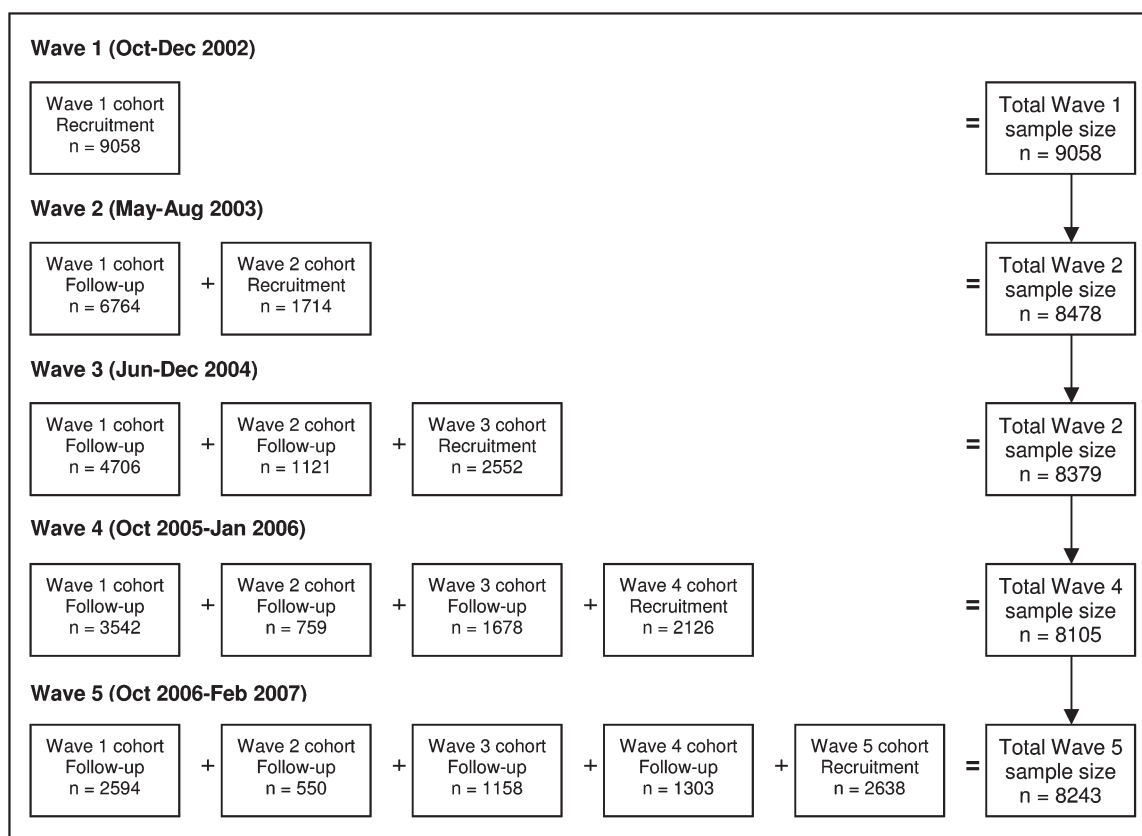 Wave 1 (Oct-Dec 2002)
Wave 1 cohort
Recruitment
n = 9058
=
Total Wave 1
sample size
n = 9058
Wave 2 (May-Aug 2003)
Wave 1 cohort
Follow-up
n = 6764
+
Wave 2 cohort
Recruitment
n = 1714
=
Total Wave 2
sample size
n = 8478
Wave 3 (Jun-Dec 2004)
Wave 1 cohort
Follow-up
n = 4706
+
Wave 2 cohort
Follow-up
n = 1121
+
Wave 3 cohort
Recruitment
n = 2552
=
Total Wave 2
sample size
n = 8379
Wave 4 (Oct 2005-Jan 2006)
Wave 1 cohort
Follow-up
n = 3542
+
Wave 2 cohort
Follow-up
n = 759
+
Wave 3 cohort
Follow-up
n = 1678
+
Wave 4 cohort
Recruitment
n = 2126
=
Total Wave 4
sample size
n = 8105
Wave 5 (Oct 2006-Feb 2007)
Wave 1 cohort
Follow-up
n = 2594
+
Wave 2 cohort
Follow-up
n = 550
+
Wave 3 cohort
Follow-up
n = 1158
+
Wave 4 cohort
Follow-up
n = 1303
+
Wave 5 cohort
Recruitment
n = 2638
=
Total Wave 5
sample size
n = 8243